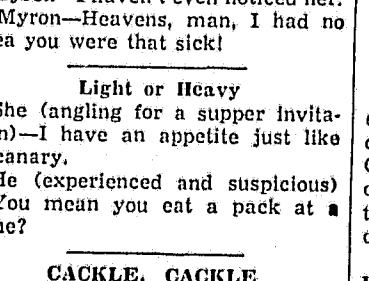 Myron—Heavens, man, I had no
ea you were that sick!
Light or Heavy
She (angling for a supper invita-
n)—I have an appetite just like
canary.
He (experienced and suspicious)
You mean you eat a pack at a
me?
CACKLE, CACKLE